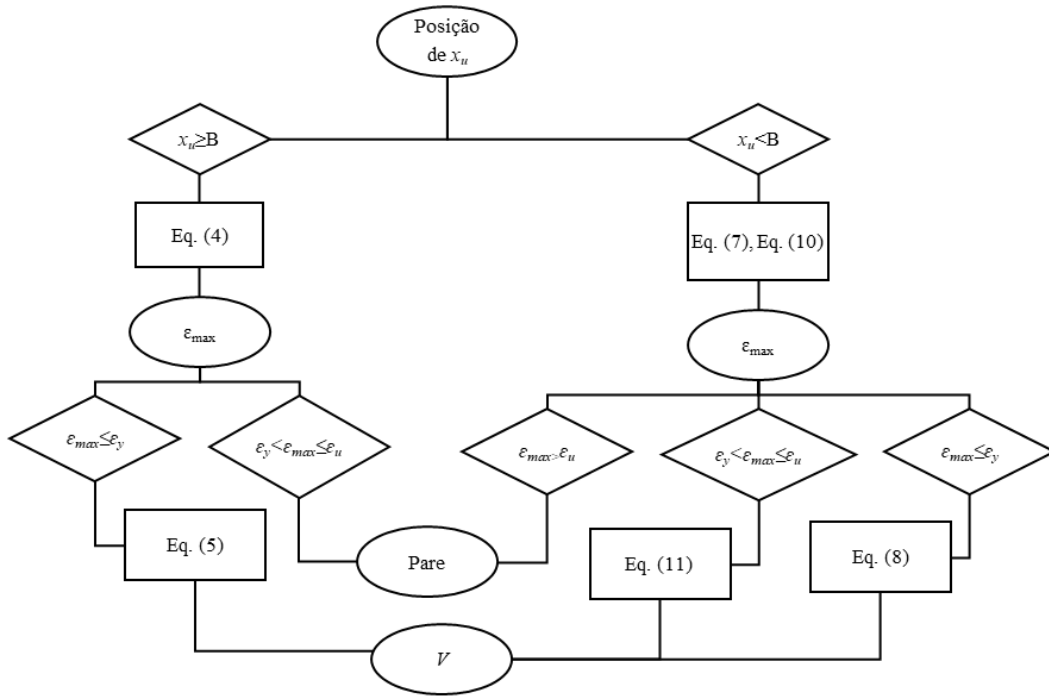 Posição
de xᵤ
xᵤ≥B
xᵤ<B
Eq. (4)
Eq. (7), Eq. (10)
εmax
εmax
εmax≤εy
εy<εmax≤εu
εmax>εu
εy<εmax≤εu
εmax≤εy
Eq. (5)
Pare
Eq. (11)
Eq. (8)
V